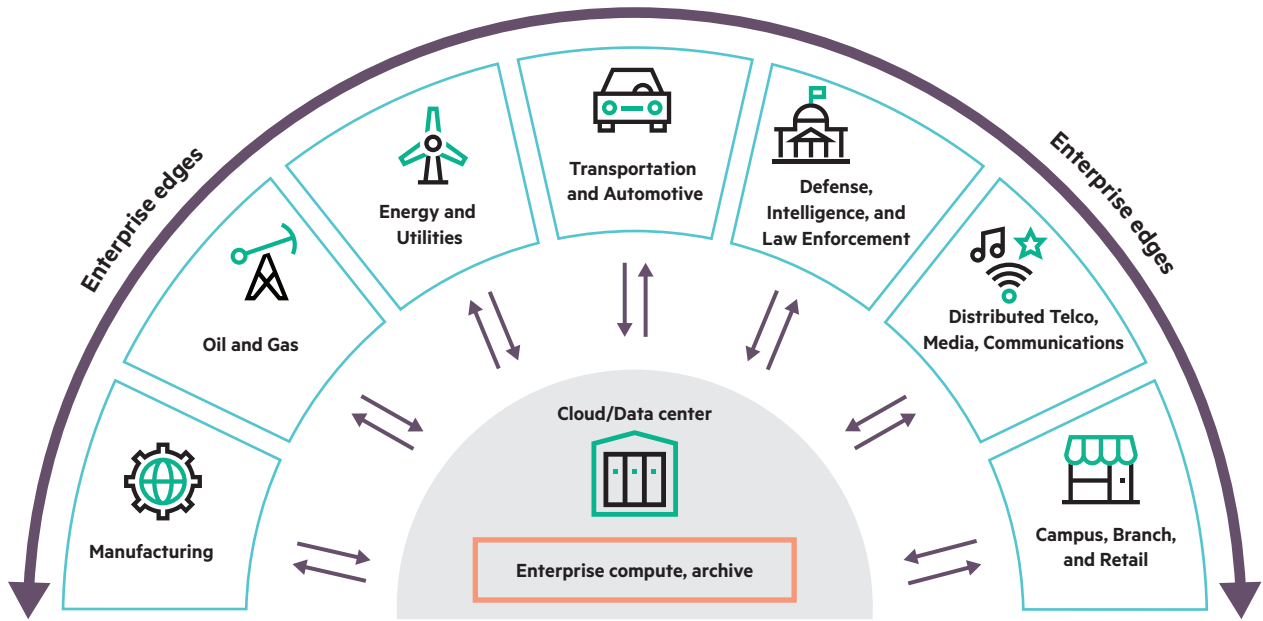 Enterprise edges
Enterprise edges
Transportation
and Automotive
Energy and
Utilities
Defense,
Intelligence, and
Law Enforcement
Oil and Gas
Distributed Telco,
Media, Communications
Manufacturing
Campus, Branch,
and Retail
Cloud/Data center
Enterprise compute, archive